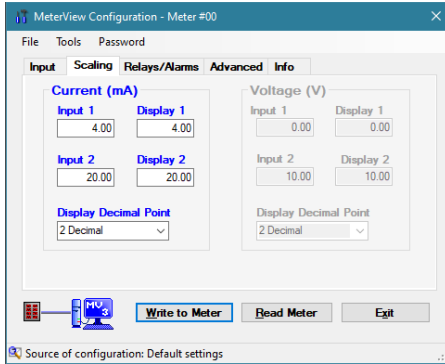 MeterView Configuration - Meter #00
File Tools Password
Input Scaling Relays/Alarms Advanced Info
Current (mA) Voltage (V)
Input 1 Display 1 Input 1 Display 1
4.00 4.00 0.00 0.00
Input 2 Display 2 Input 2 Display 2
20.00 20.00 10.00 10.00
Display Decimal Point Display Decimal Point
2 Decimal 2 Decimal
MV3 Write to Meter Read Meter Exit
Source of configuration: Default settings